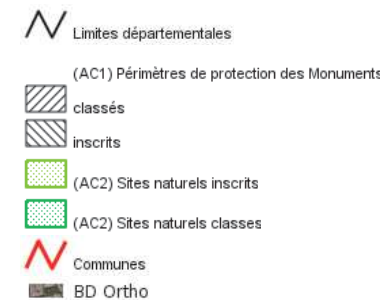 Limites départementales
(AC1) Périmètres de protection des Monuments
classés
inscrits
(AC2) Sites naturels inscrits
(AC2) Sites naturels classes
Communes
BD Ortho